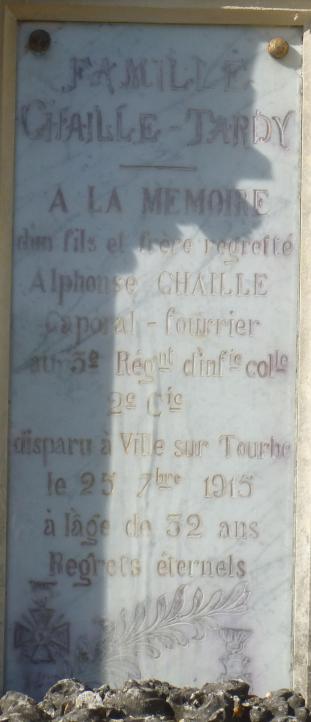 FAMILLE
CHAILLE - TARDY
A LA MEMOIRE
d'un fils et frère regretté
Alphonse CHAILLE
Caporal - fourrier
au 3e Régnt d'infie colle
2e Cie
disparu à Ville sur Tourbe
le 25 7bre 1915
à l'âge de 32 ans
Regrets éternels